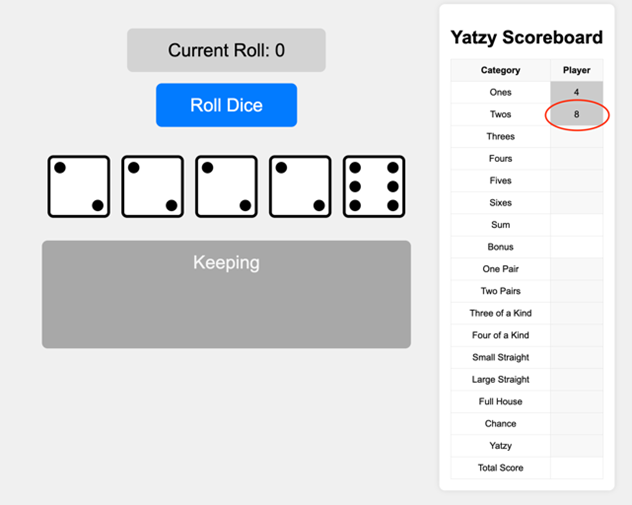 Current Roll: 0
Roll Dice
Keeping
Yatzy Scoreboard
Category Player
Ones 4
Twos 8
Threes
Fours
Fives
Sixes
Sum
Bonus
One Pair
Two Pairs
Three of a Kind
Four of a Kind
Small Straight
Large Straight
Full House
Chance
Yatzy
Total Score